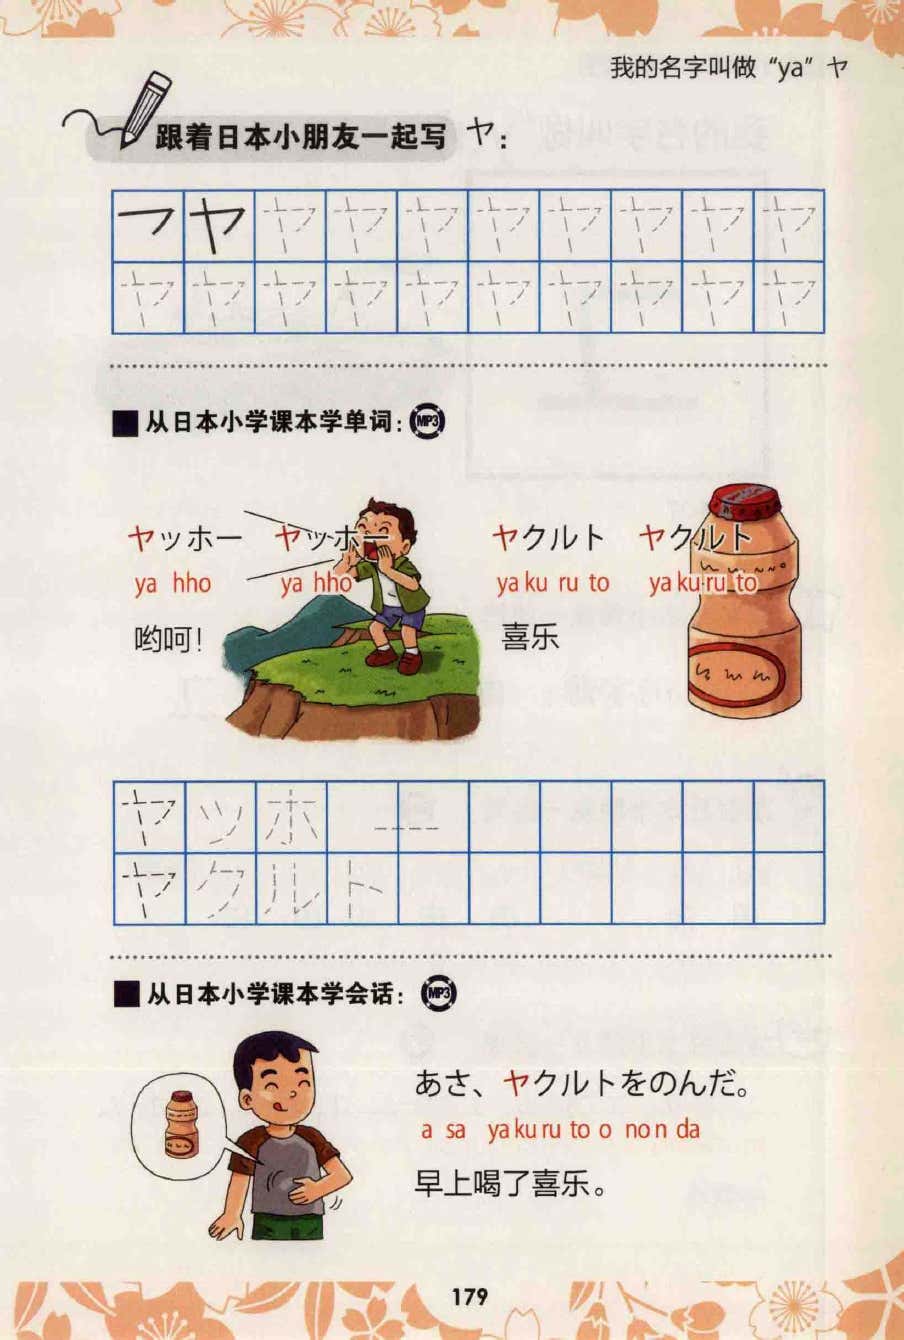 我的名字叫做“ya”ヤ
跟着日本小朋友一起写 ヤ:
フ ヤ ヤ ヤ ヤ ヤ ヤ ヤ ヤ ヤ
ヤ ヤ ヤ ヤ ヤ ヤ ヤ ヤ ヤ ヤ
■ 从日本小学课本学单词: MP3
ヤッホー ヤッホー
ya hho ya hho
哟呵!
ヤクルト ヤクルト
ya ku ru to ya ku ru to
喜乐
ヤ ッ ホ ー
ヤ ク ル ト
■ 从日本小学课本学会话: MP3
あさ、ヤクルトをのんだ。
a sa ya ku ru to o no n da
早上喝了喜乐。
179